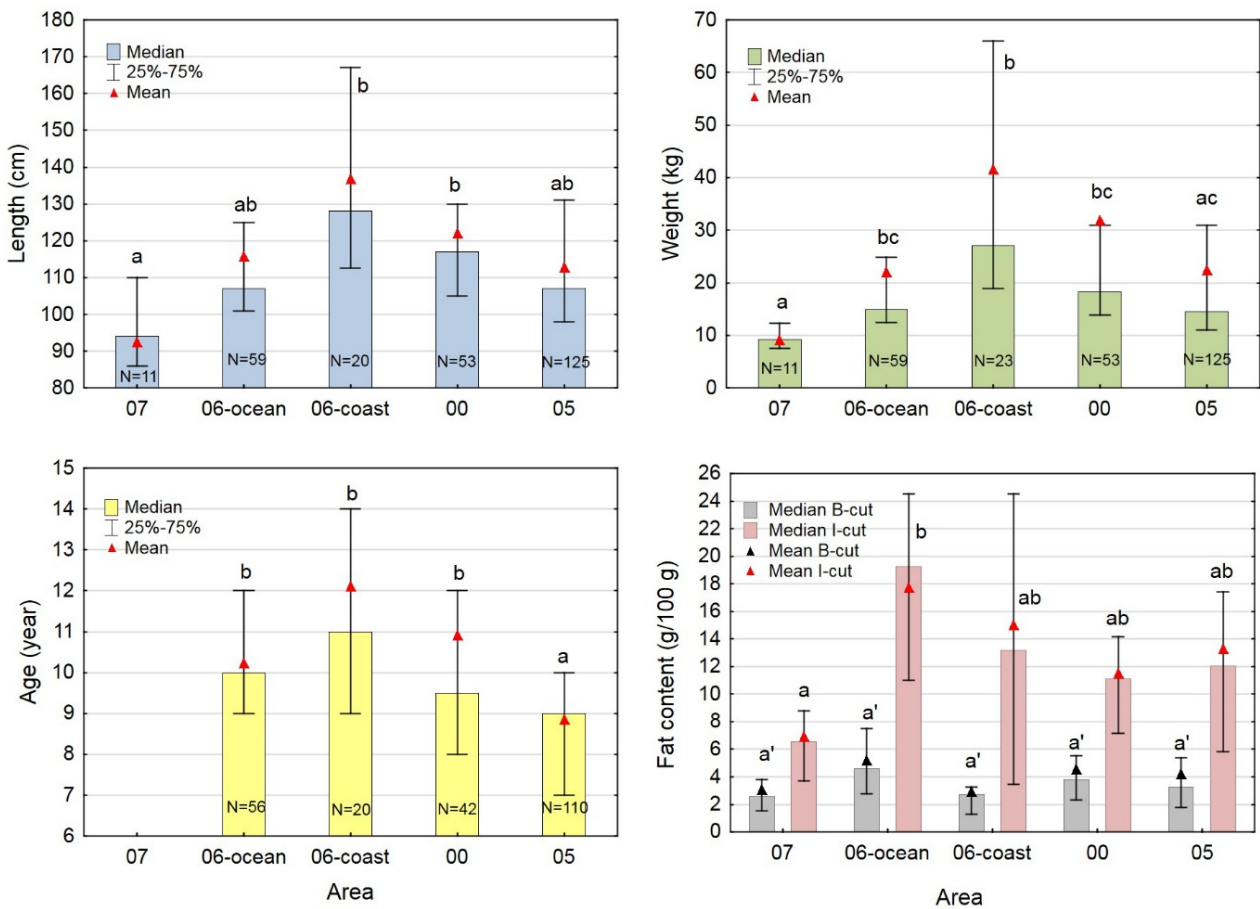 180
170
160
150
140
130
120
110
100
90
80
Length (cm)
Median
25%-75%
Mean
a
ab
b
b
ab
N=11
N=59
N=20
N=53
N=125
07
06-ocean
06-coast
00
05
70
60
50
40
30
20
10
0
Weight (kg)
Median
25%-75%
Mean
a
bc
b
bc
ac
N=11
N=59
N=23
N=53
N=125
07
06-ocean
06-coast
00
05
15
14
13
12
11
10
9
8
7
6
Age (year)
Median
25%-75%
Mean
b
b
b
a
N=56
N=20
N=42
N=110
07
06-ocean
06-coast
00
05
Area
26
24
22
20
18
16
14
12
10
8
6
4
2
0
Fat content (g/100 g)
Median B-cut
Median I-cut
Mean B-cut
Mean I-cut
a'
a
a'
b
a'
ab
a'
ab
a'
ab
07
06-ocean
06-coast
00
05
Area